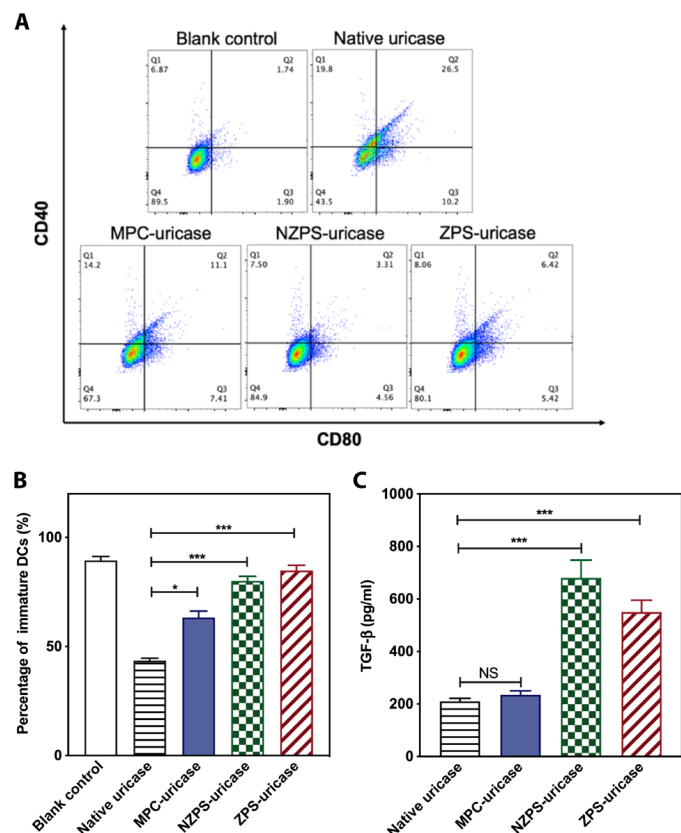 A
Blank control
Native uricase
Q1
6.87
Q2
1.74
Q4
89.5
Q3
1.90
Q1
19.8
Q2
26.5
Q4
43.5
Q3
10.2
CD40
MPC-uricase
NZPS-uricase
ZPS-uricase
Q1
14.2
Q2
11.1
Q4
67.3
Q3
7.41
Q1
7.50
Q2
3.31
Q4
84.9
Q3
4.56
Q1
8.06
Q2
6.42
Q4
80.1
Q3
5.42
CD80
B
Percentage of immature DCs (%)
100
50
0
***
***
*
Blank control
Native uricase
MPC-uricase
NZPS-uricase
ZPS-uricase
C
TGF-β (pg/ml)
1000
800
600
400
200
0
***
***
NS
Native uricase
MPC-uricase
NZPS-uricase
ZPS-uricase